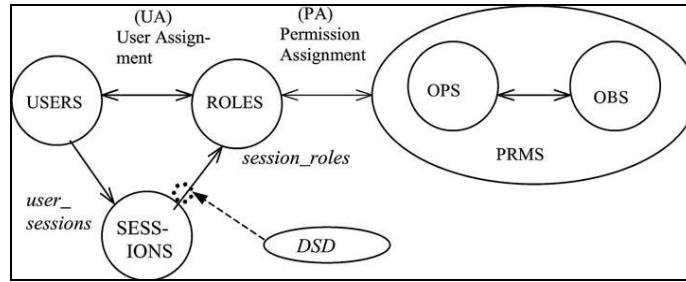 (UA)
User Assign-
ment
(PA)
Permission
Assignment
USERS
ROLES
OPS
OBS
PRMS
session_roles
user_
sessions
SESS-
IONS
DSD